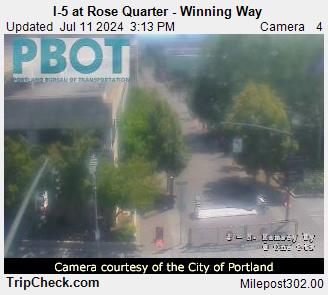 I-5 at Rose Quarter - Winning Way
Updated Jul 11 2024 3:13 PM Camera 4
PBOT
PORTLAND BUREAU OF TRANSPORTATION
Camera courtesy of the City of Portland
TripCheck.com Milepost302.00